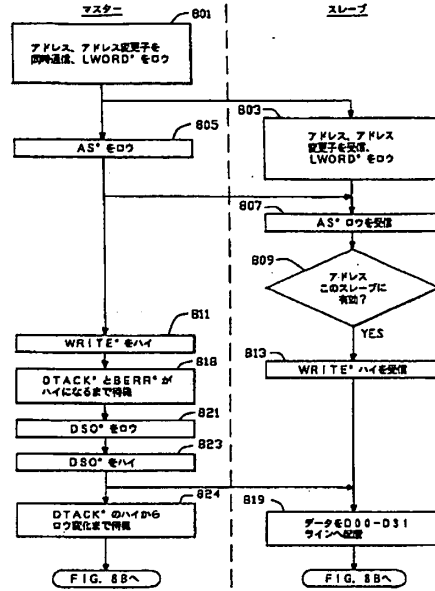 マスター
スレーブ
801
アドレス、アドレス変更子を
同時通信、LWORD*をロウ
803
アドレス、アドレス
変更子を受信、
LWORD*をロウ
805
AS*をロウ
807
AS*ロウを受信
809
アドレス
このスレーブに
有効?
YES
811
WRITE*をハイ
813
WRITE*ハイを受信
818
DTACK*とBERR*が
ハイになるまで待機
821
DS0*をロウ
823
DS0*をハイ
824
DTACK*のハイから
ロウ変化まで待機
819
データをD00-D31
ラインへ配置
FIG. 8Bへ
FIG. 8Bへ